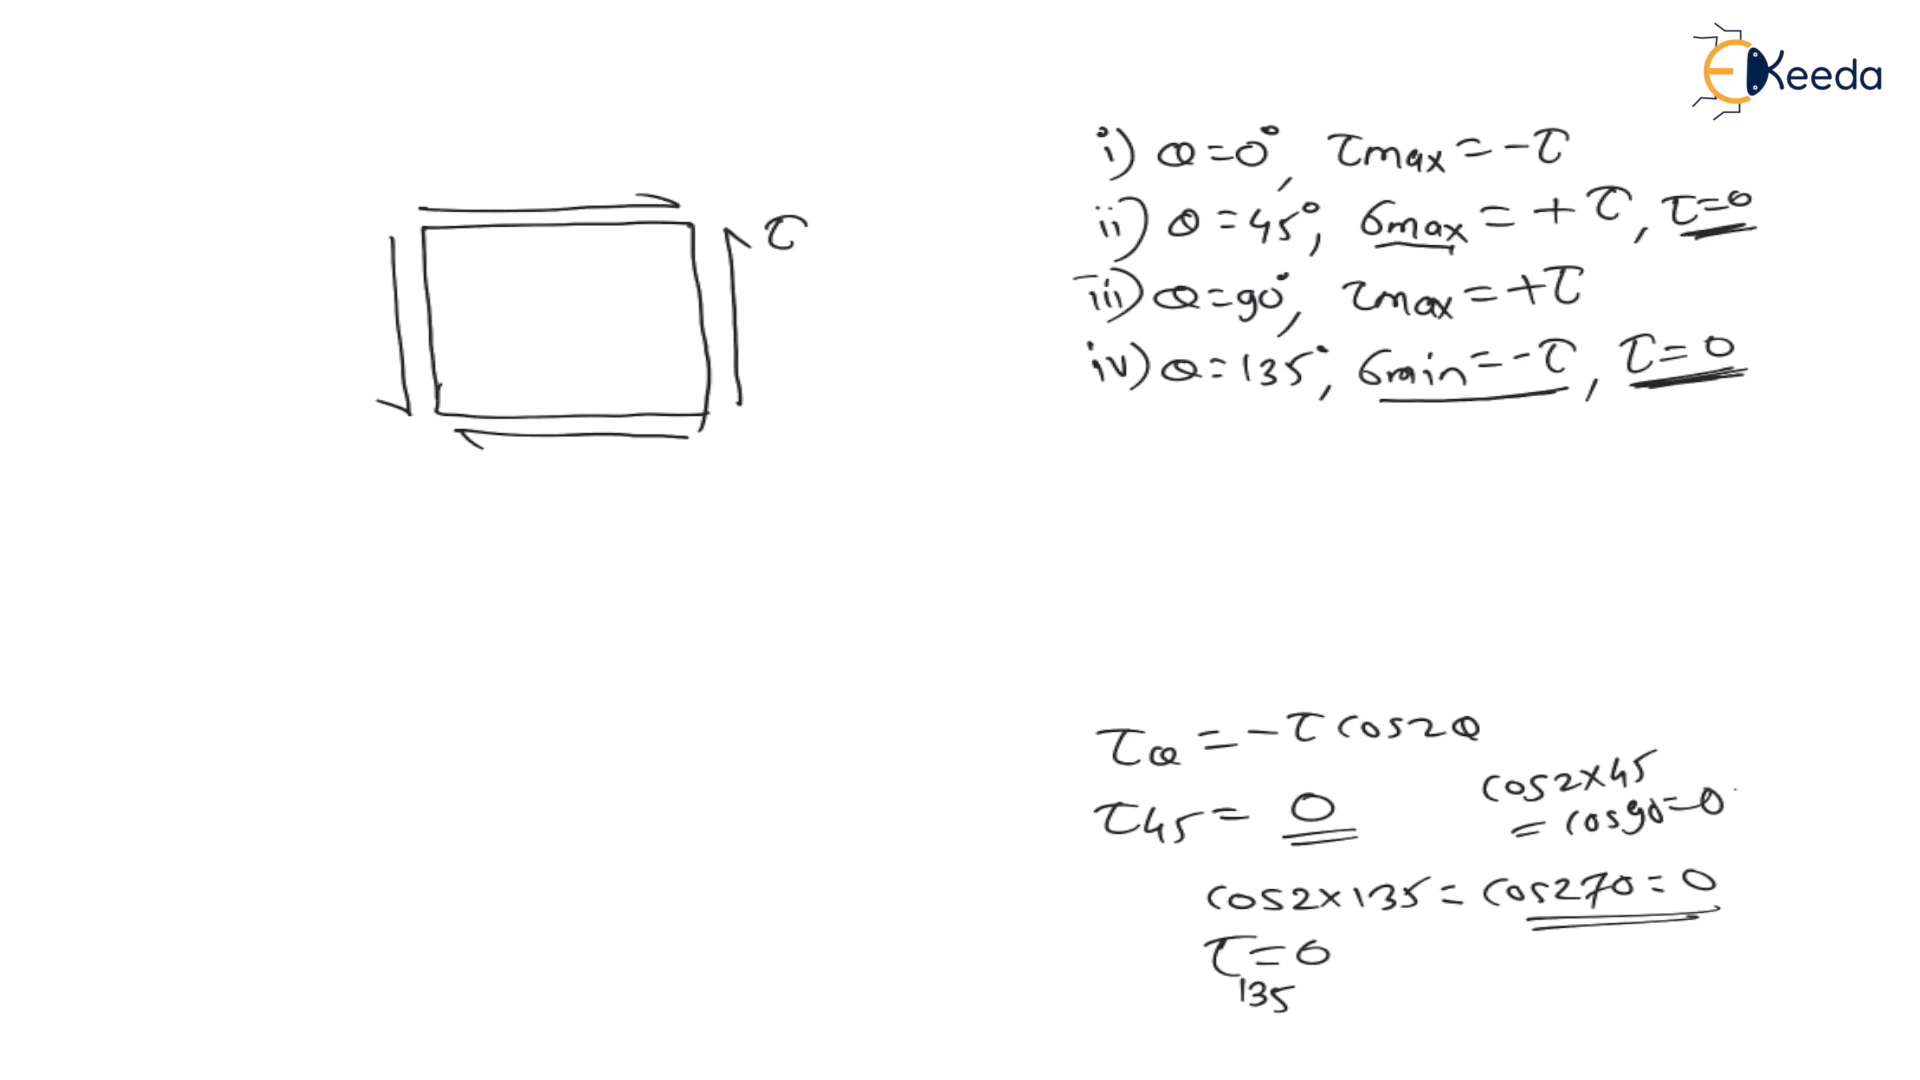 EKeeda
i) θ=0°, τmax = -τ
ii) θ=45°, σmax = +τ, τ=0
iii) θ=90°, τmax = +τ
iv) θ=135°, σmin = -τ, τ=0
τ
τθ = -τ cos2θ
τ45 = 0
cos2×45
= cos90=0
cos2×135 = cos270 = 0
τ135 = 0